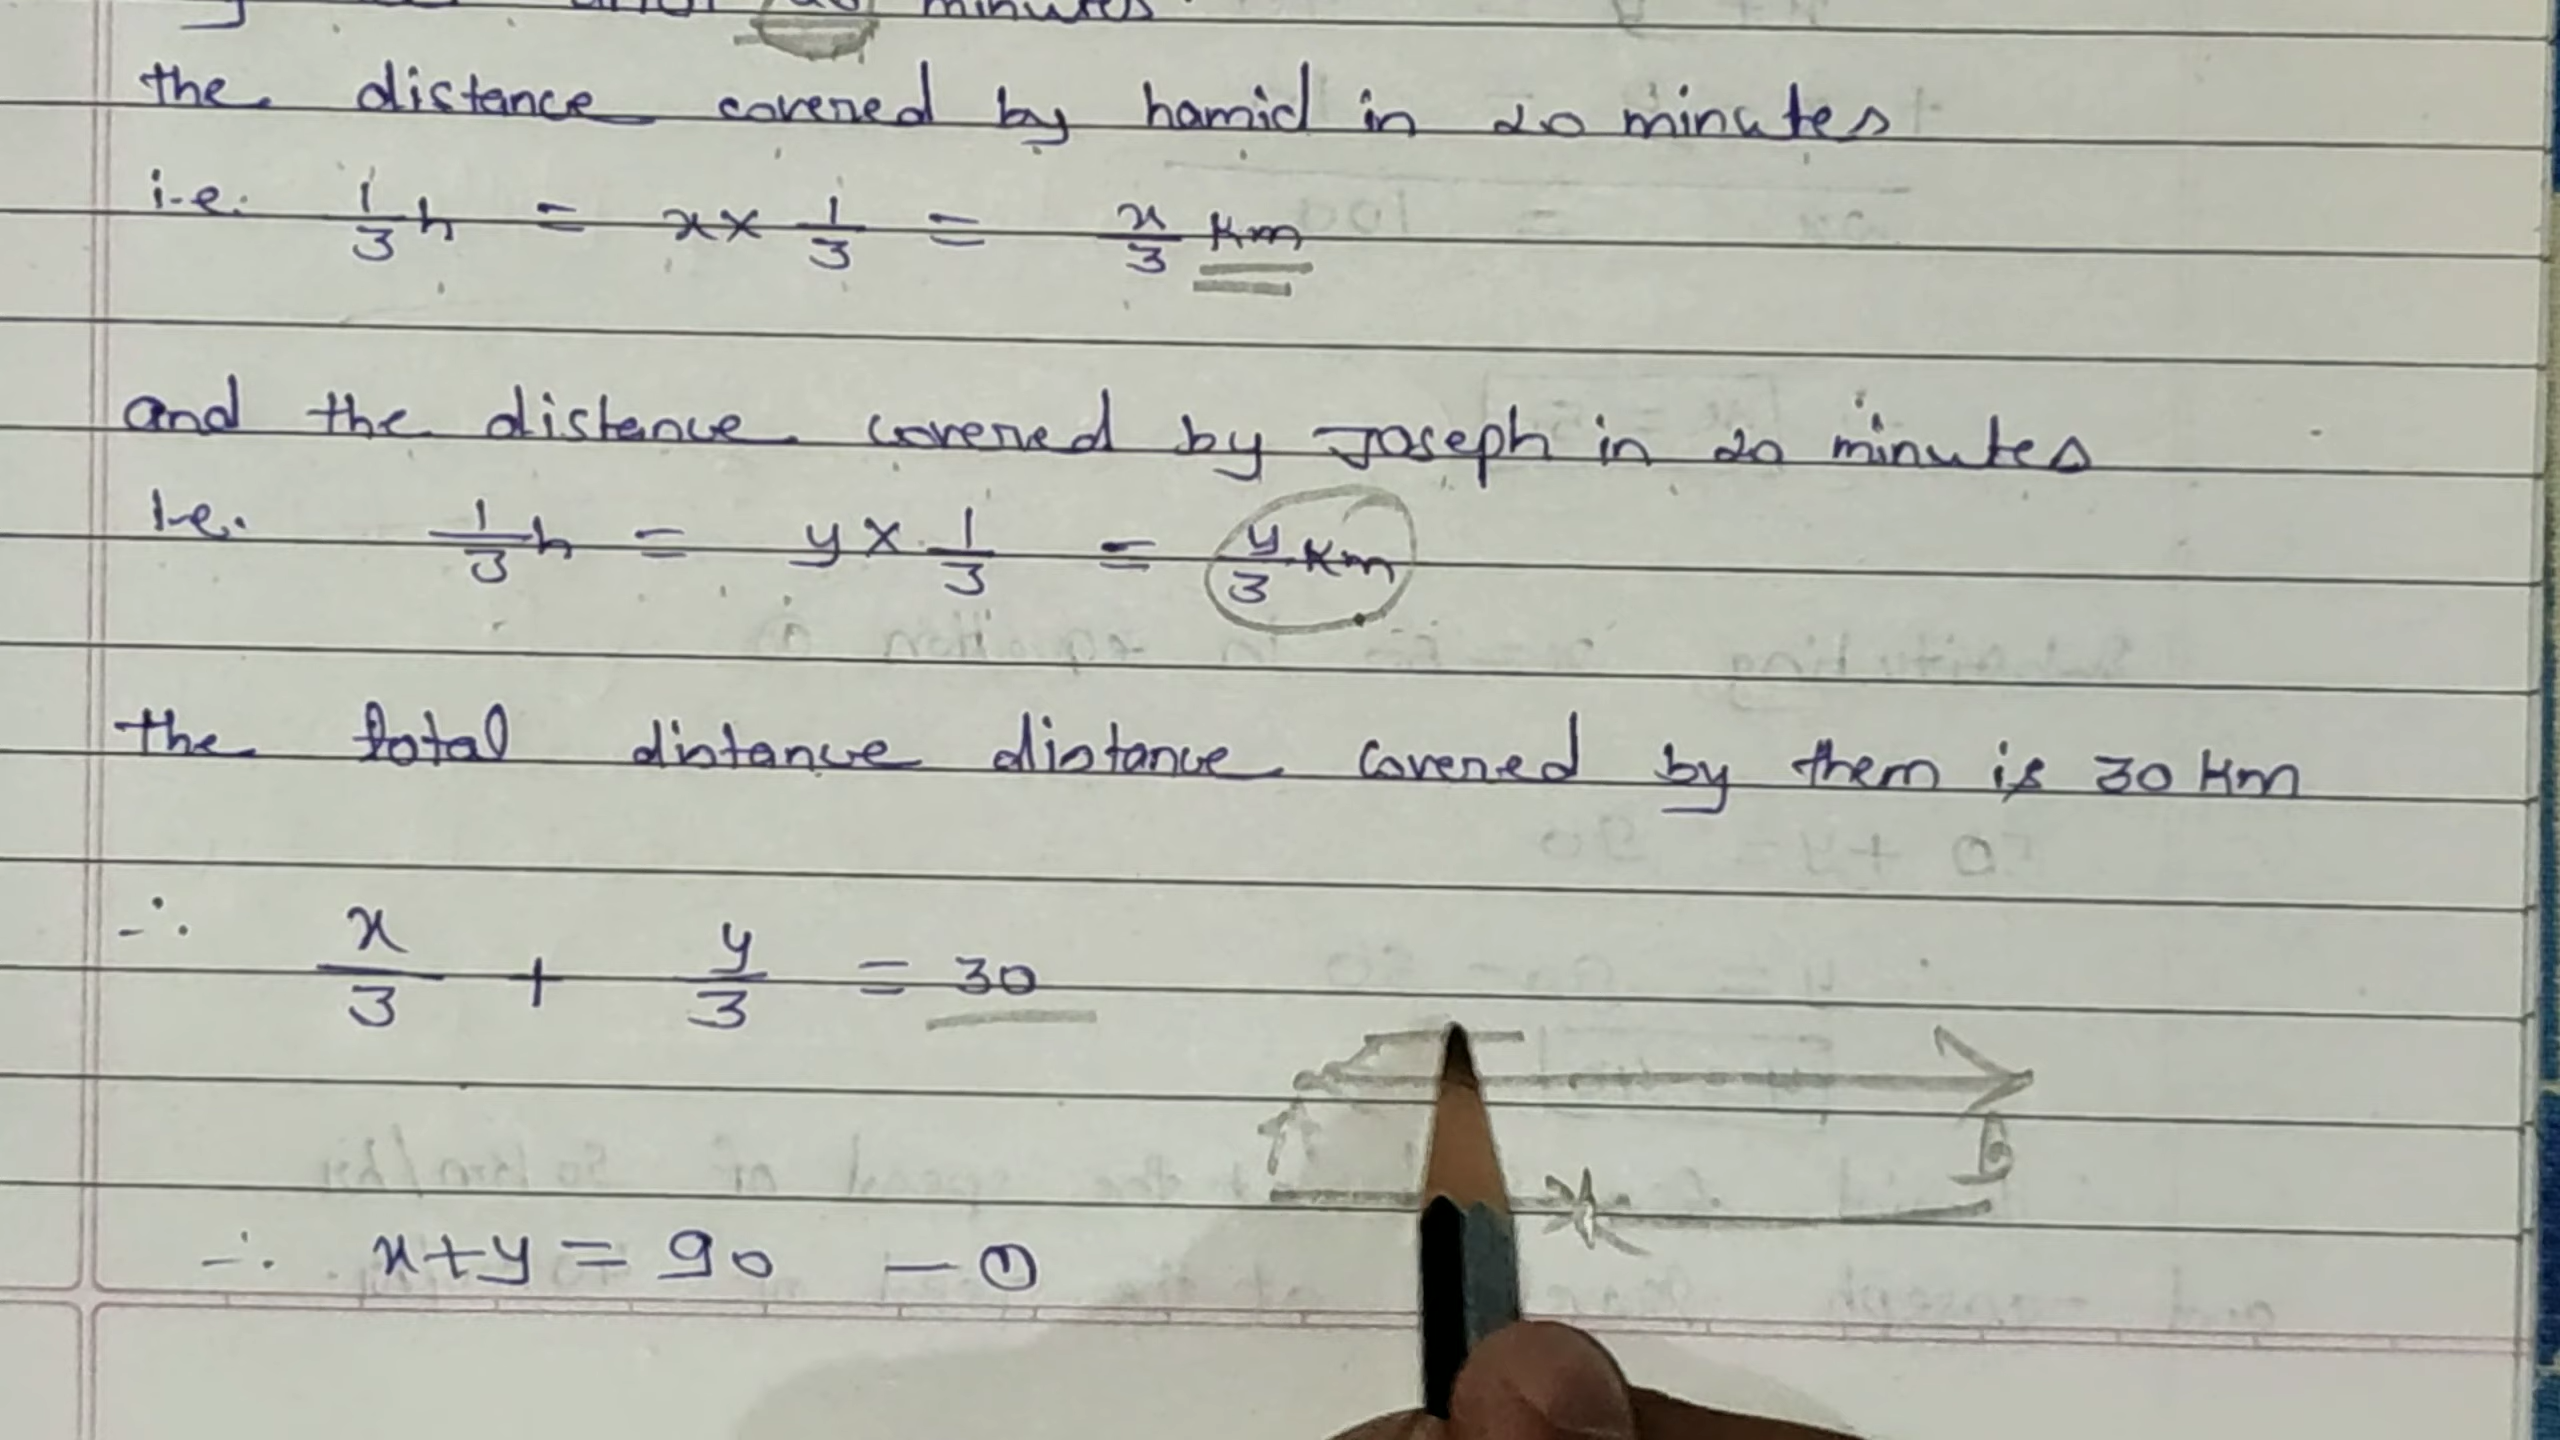 minutes
the distance covered by hamid in 20 minutes
i.e. 1/3 h = x × 1/3 = x/3 km
and the distance covered by Joseph in 20 minutes
i.e. 1/3 h = y × 1/3 = y/3 km
the total distance distance covered by them is 30 km
∴ x/3 + y/3 = 30
A B
∴ x+y = 90 — ①